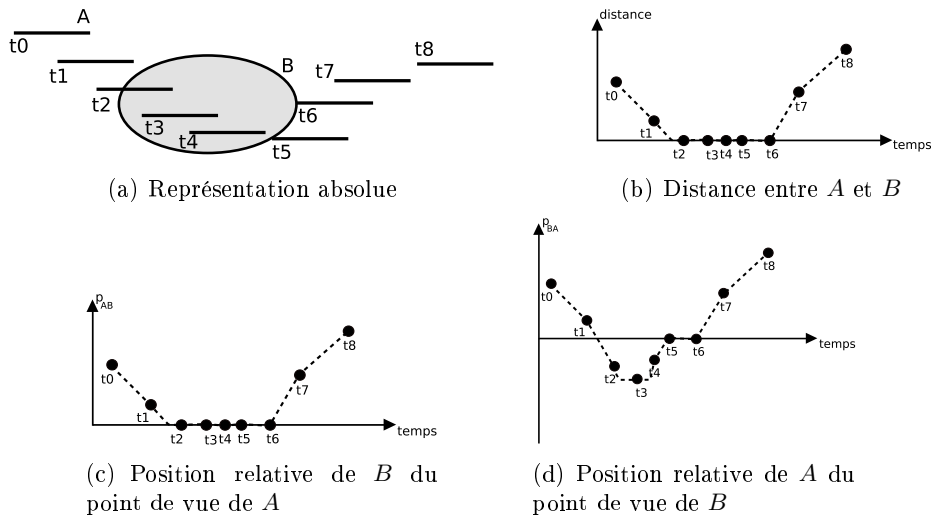 A
t0
t1
t2
t3
t4
B
t5
t6
t7
t8
(a) Représentation absolue
distance
t0
t1
t2
t3
t4
t5
t6
t7
t8
temps
(b) Distance entre A et B
pAB
t0
t1
t2
t3
t4
t5
t6
t7
t8
temps
(c) Position relative de B du
point de vue de A
pBA
t0
t1
t2
t3
t4
t5
t6
t7
t8
temps
(d) Position relative de A du
point de vue de B